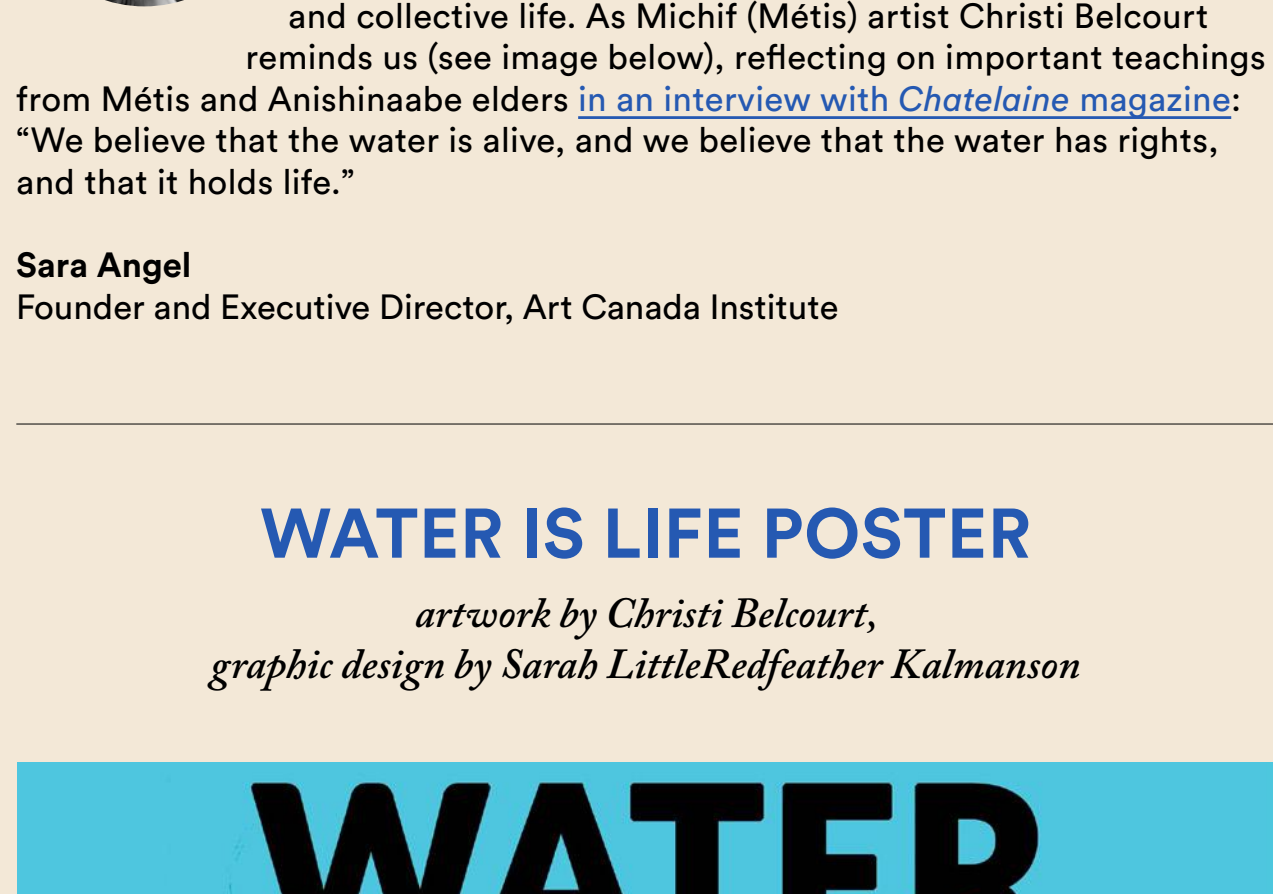 and collective life. As Michif (Métis) artist Christi Belcourt
reminds us (see image below), reflecting on important teachings
from Métis and Anishinaabe elders in an interview with Chatelaine magazine:
“We believe that the water is alive, and we believe that the water has rights,
and that it holds life.”
Sara Angel
Founder and Executive Director, Art Canada Institute
WATER IS LIFE POSTER
artwork by Christi Belcourt,
graphic design by Sarah LittleRedfeather Kalmanson
WATER